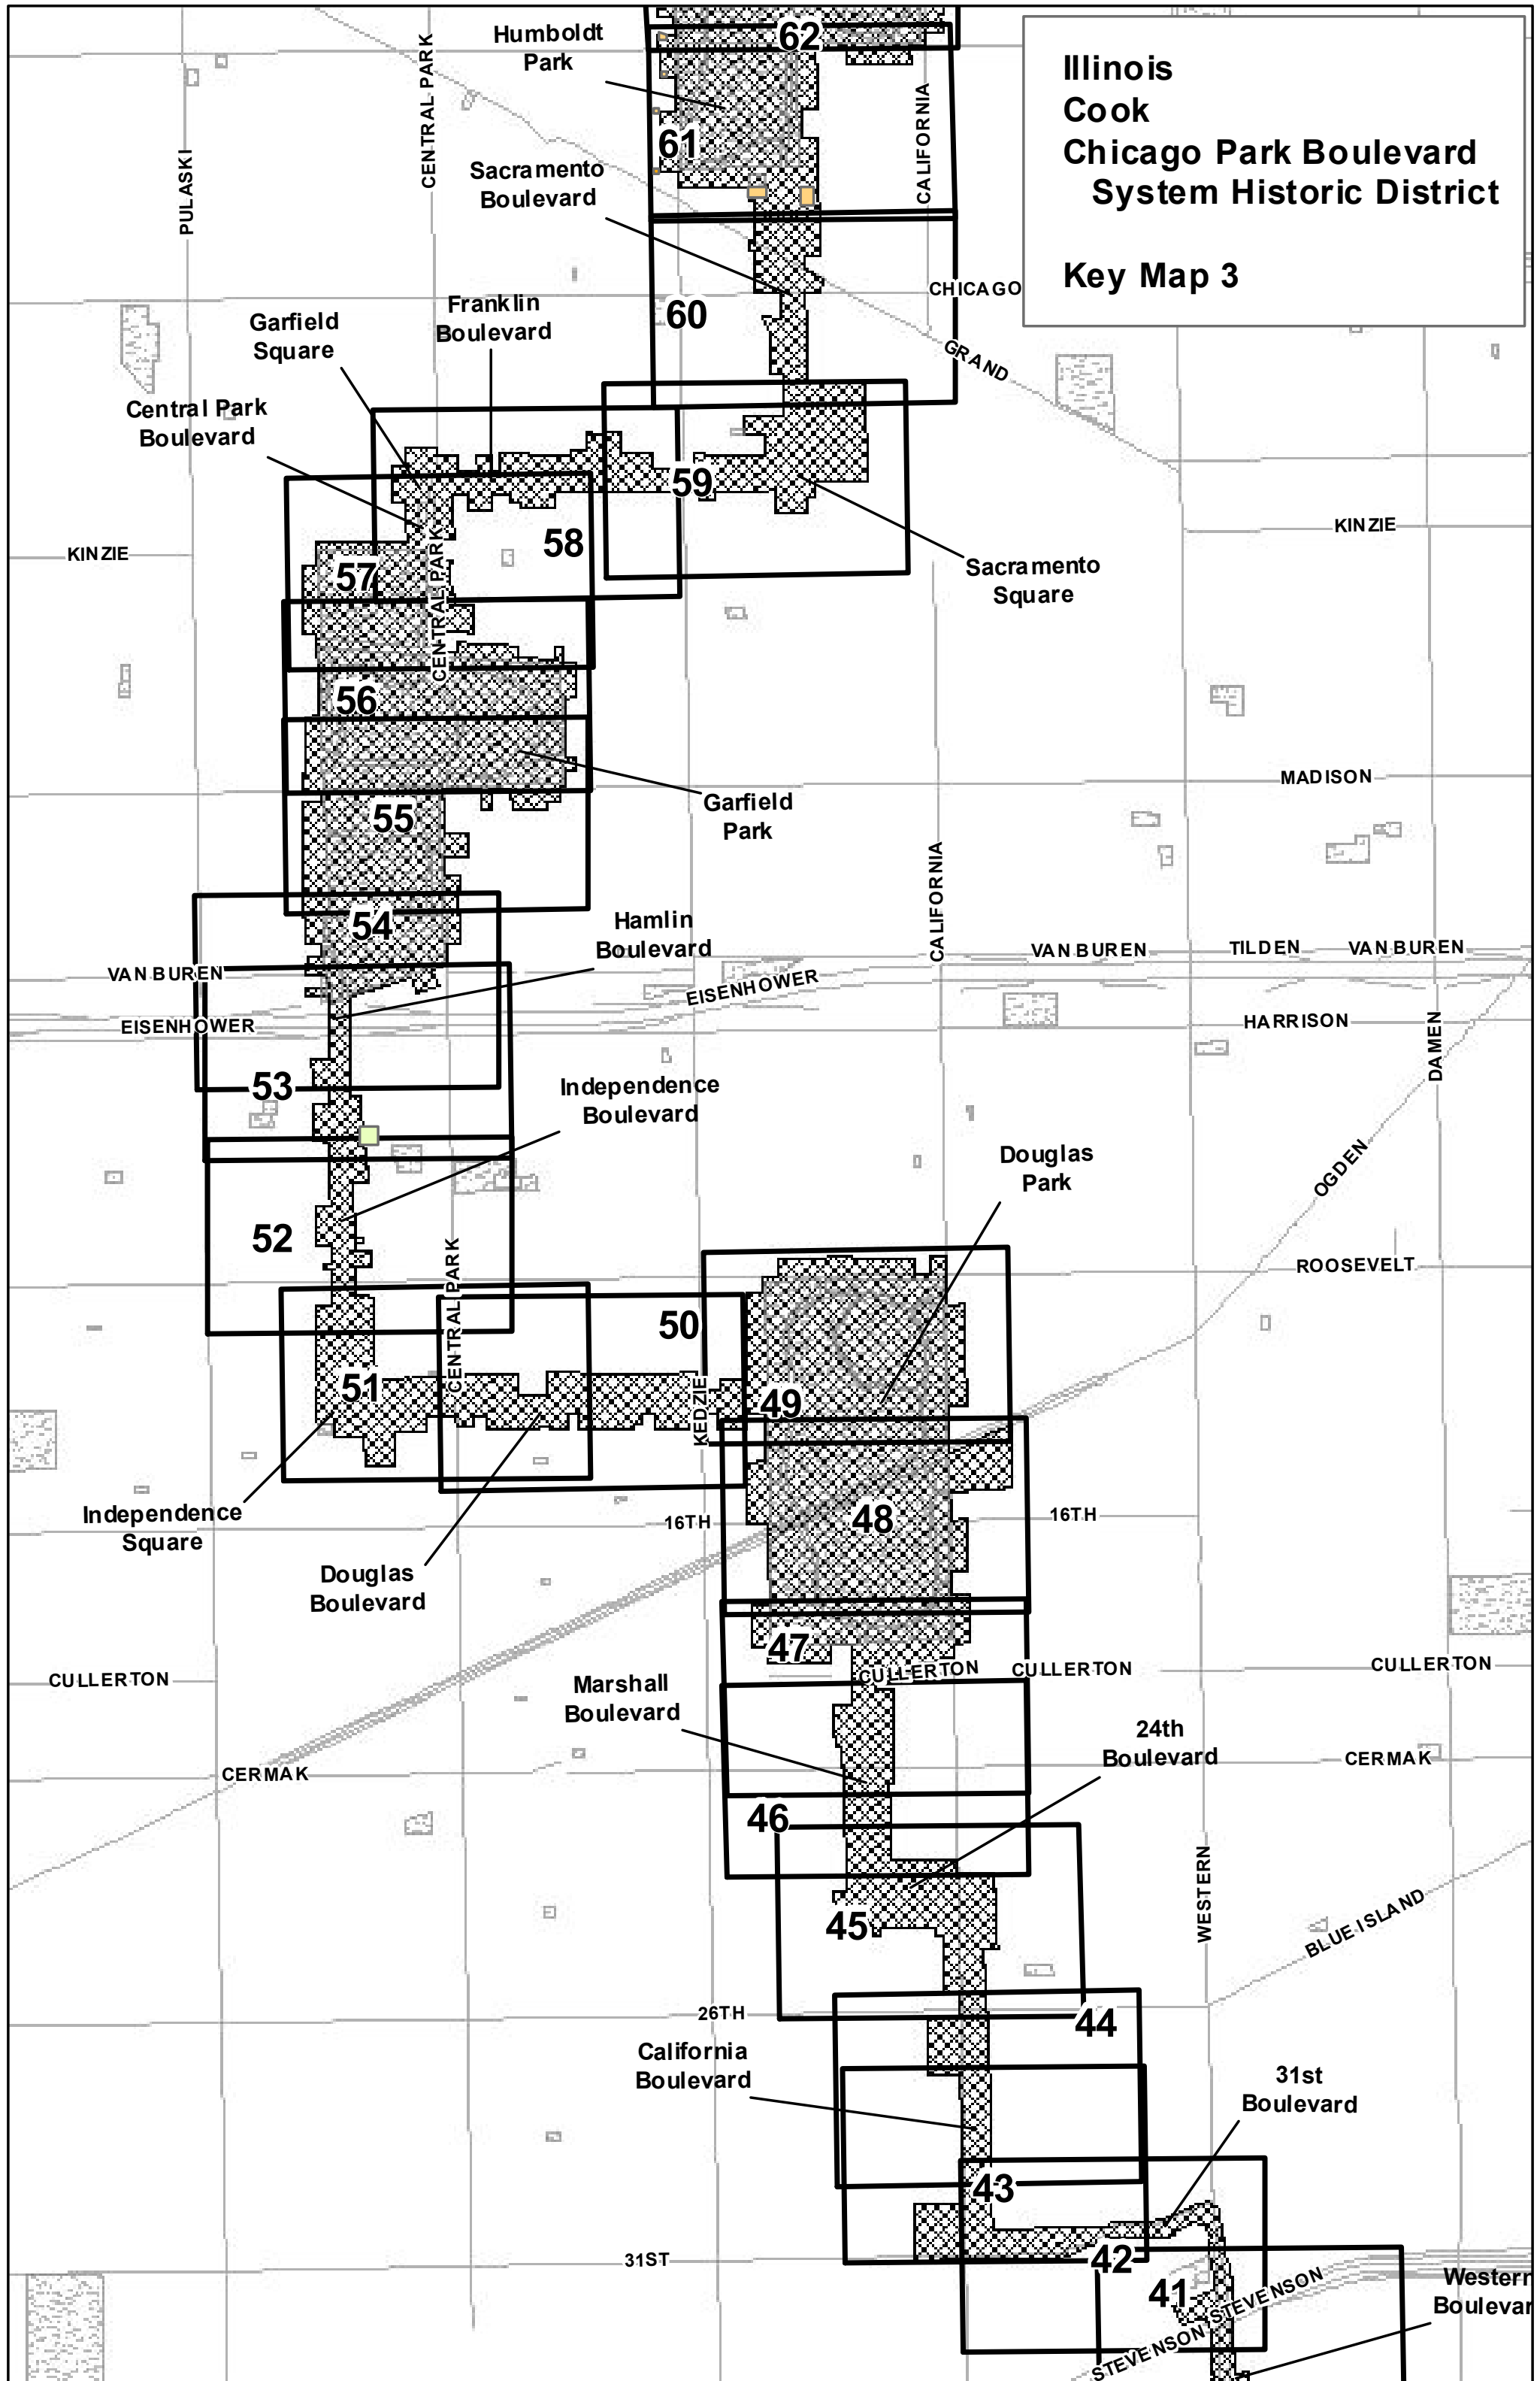 Illinois
Cook
Chicago Park Boulevard
System Historic District
Key Map 3
Humboldt
Park
62
CENTRAL PARK
CALIFORNIA
PULASKI
61
Sacramento
Boulevard
CHICAGO
60
Franklin
Boulevard
Garfield
Square
GRAND
Central Park
Boulevard
59
58
KINZIE
KINZIE
57
CENTRAL PARK
Sacramento
Square
56
MADISON
Garfield
Park
55
CALIFORNIA
54
Hamlin
Boulevard
VAN BUREN
VAN BUREN
TILDEN
VAN BUREN
EISENHOWER
EISENHOWER
HARRISON
DAMEN
53
Independence
Boulevard
Douglas
Park
OGDEN
52
ROOSEVELT
CENTRAL PARK
50
51
KEDZIE
49
Independence
Square
16TH
48
16TH
Douglas
Boulevard
47
CULLERTON
CULLERTON
CULLERTON
CULLERTON
Marshall
Boulevard
24th
Boulevard
CERMAK
CERMAK
46
WESTERN
BLUE ISLAND
45
26TH
44
California
Boulevard
31st
Boulevard
43
31ST
42
41
STEVENSON
STEVENSON
Western
Boulevar